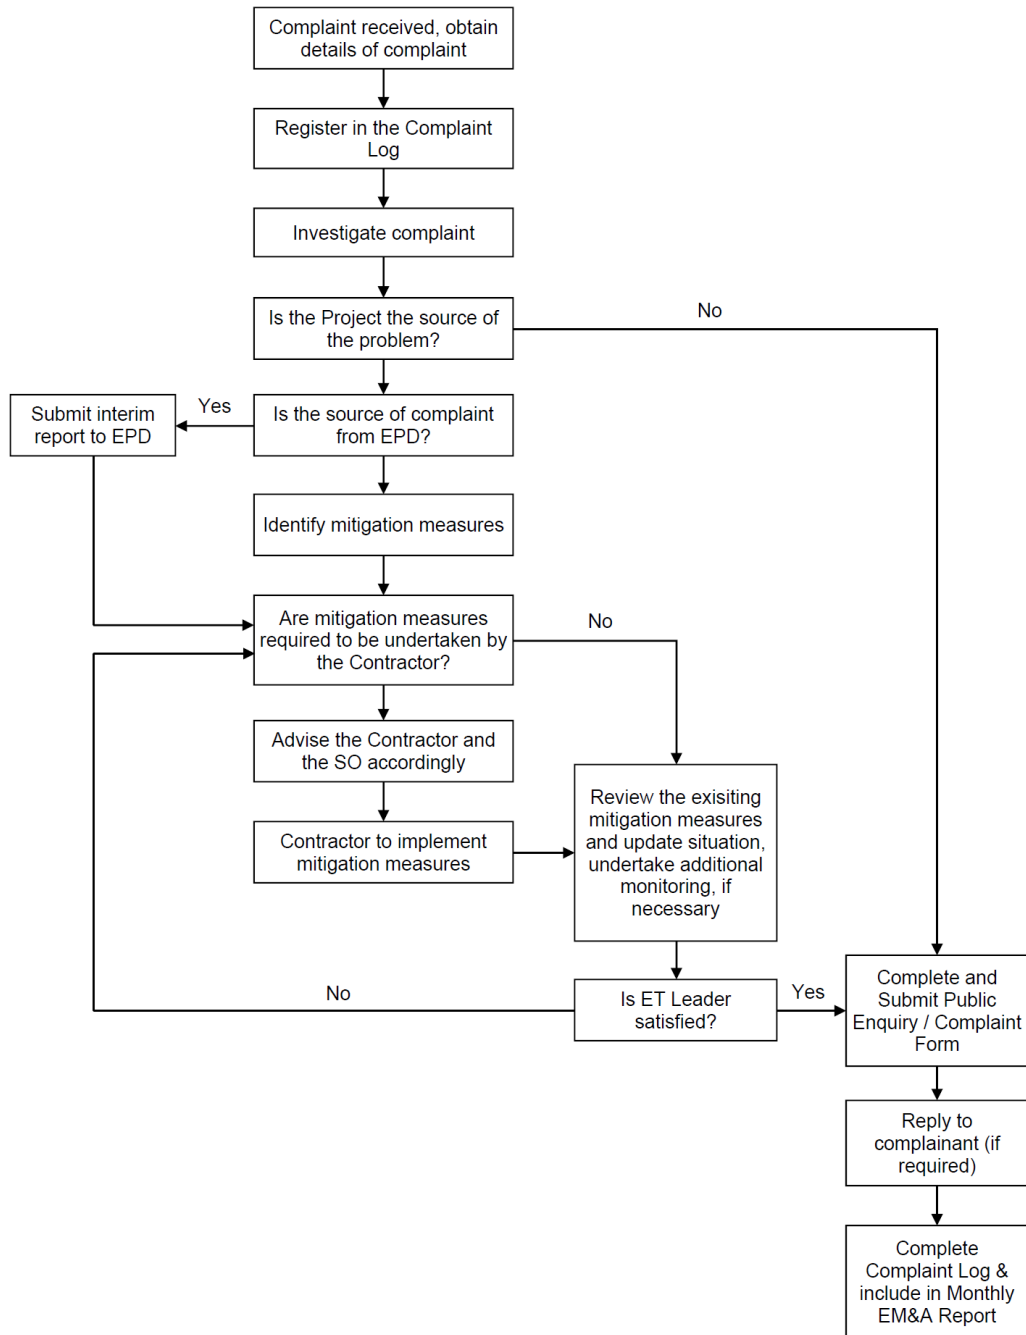 Complaint received, obtain
details of complaint
Register in the Complaint
Log
Investigate complaint
Is the Project the source of
the problem?
No
Submit interim
report to EPD
Yes
Is the source of complaint
from EPD?
Identify mitigation measures
Are mitigation measures
required to be undertaken by
the Contractor?
No
Advise the Contractor and
the SO accordingly
Review the exisiting
mitigation measures
and update situation,
undertake additional
monitoring, if
necessary
Contractor to implement
mitigation measures
No
Is ET Leader
satisfied?
Yes
Complete and
Submit Public
Enquiry / Complaint
Form
Reply to
complainant (if
required)
Complete
Complaint Log &
include in Monthly
EM&A Report